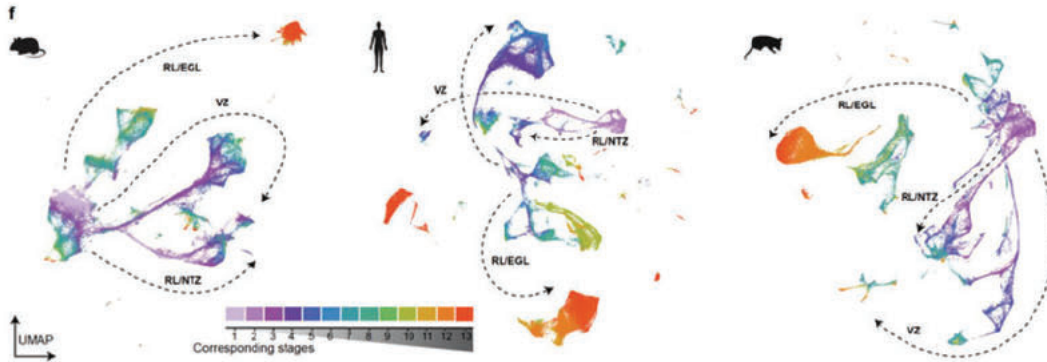 f
RL/EGL
VZ
RL/NTZ
VZ
RL/NTZ
RL/EGL
RL/EGL
RL/NTZ
VZ
UMAP
1 2 3 4 5 6 7 8 9 10 11 12 13
Corresponding stages